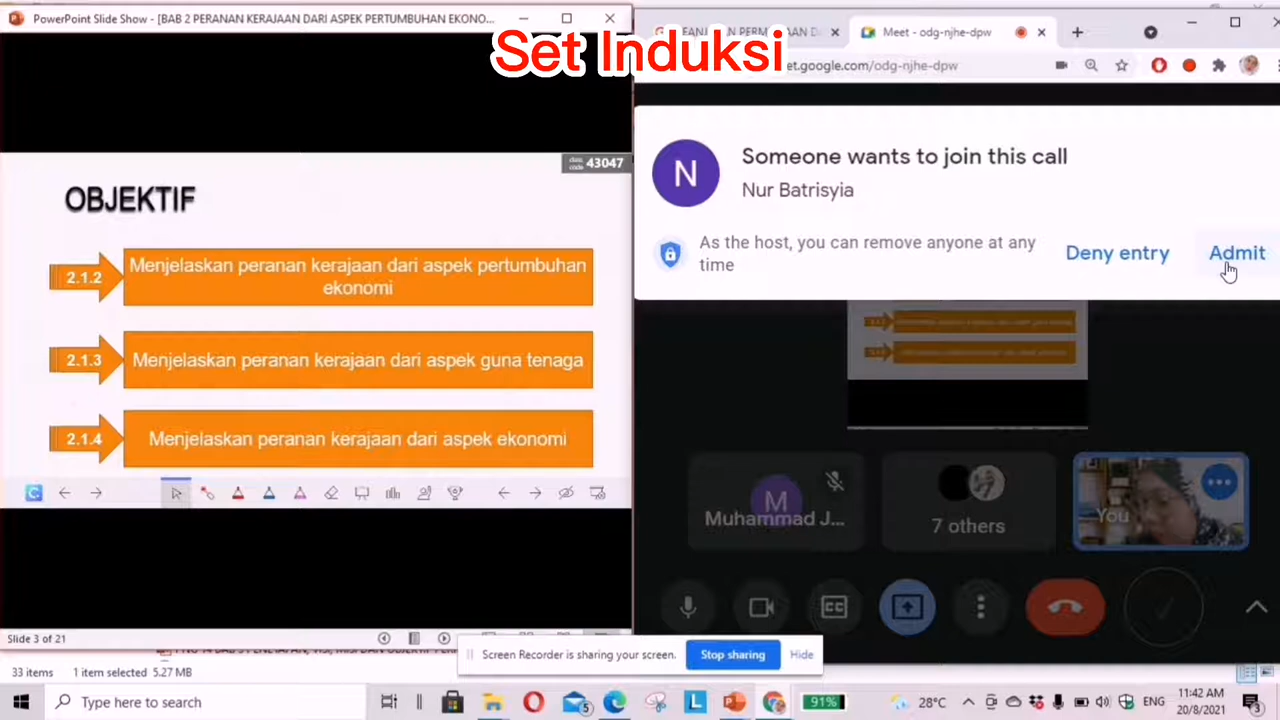 PowerPoint Slide Show - [BAB 2 PERANAN KERAJAAN DARI ASPEK PERTUMBUHAN EKONO...
Set Induksi
Meet - odg-njhe-dpw
et.google.com/odg-njhe-dpw
class code 43047
OBJEKTIF
2.1.2
Menjelaskan peranan kerajaan dari aspek pertumbuhan
ekonomi
2.1.3
Menjelaskan peranan kerajaan dari aspek guna tenaga
2.1.4
Menjelaskan peranan kerajaan dari aspek ekonomi
Slide 3 of 21
33 items
1 item selected 5.27 MB
N
Someone wants to join this call
Nur Batrisyia
As the host, you can remove anyone at any
time
Deny entry
Admit
M
Muhammad J...
7 others
You
Screen Recorder is sharing your screen.
Stop sharing
Hide
Type here to search
5
L
91%
28°C
ENG
11:42 AM
20/8/2021
3